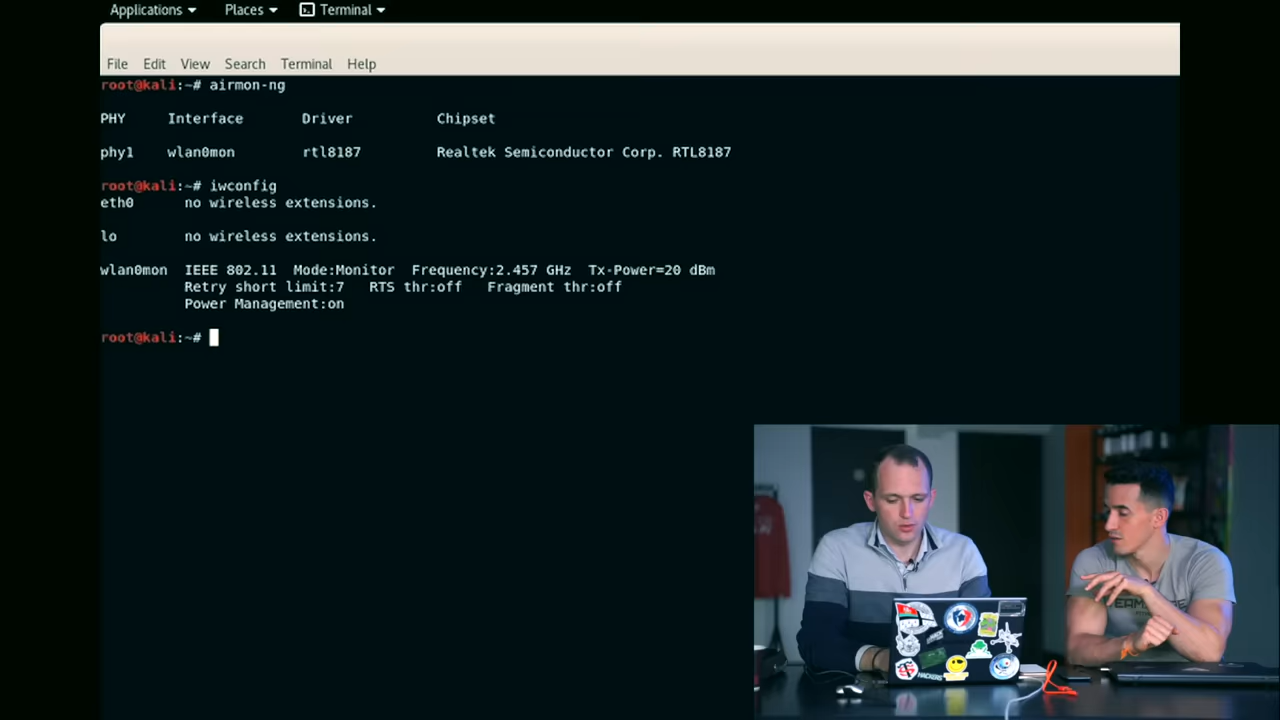 Applications Places Terminal
File Edit View Search Terminal Help
root@kali:~# airmon-ng
PHY Interface Driver Chipset
phy1 wlan0mon rtl8187 Realtek Semiconductor Corp. RTL8187
root@kali:~# iwconfig
eth0 no wireless extensions.
lo no wireless extensions.
wlan0mon IEEE 802.11 Mode:Monitor Frequency:2.457 GHz Tx-Power=20 dBm
Retry short limit:7 RTS thr:off Fragment thr:off
Power Management:on
root@kali:~#
HACKERS